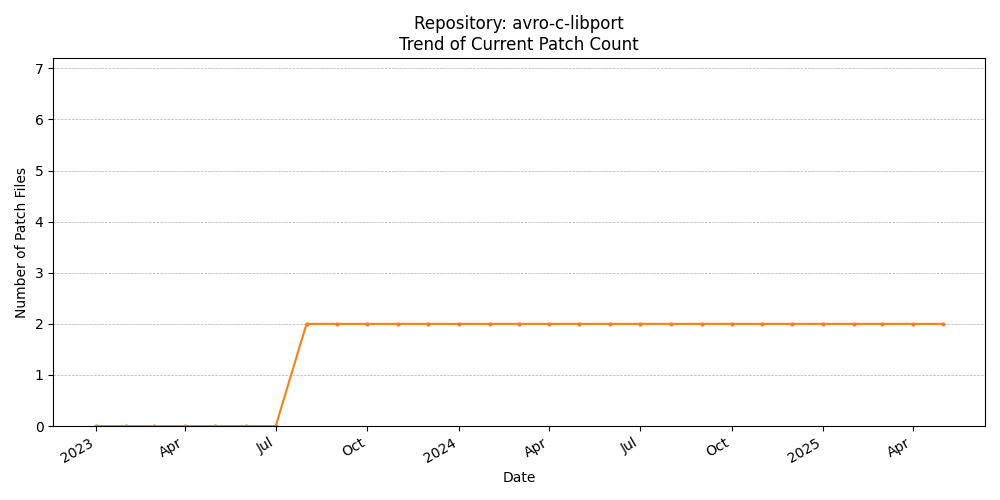 Repository: avro-c-libport
Trend of Current Patch Count
Number of Patch Files
7
6
5
4
3
2
1
0
2023 Apr Jul Oct 2024 Apr Jul Oct 2025 Apr
Date